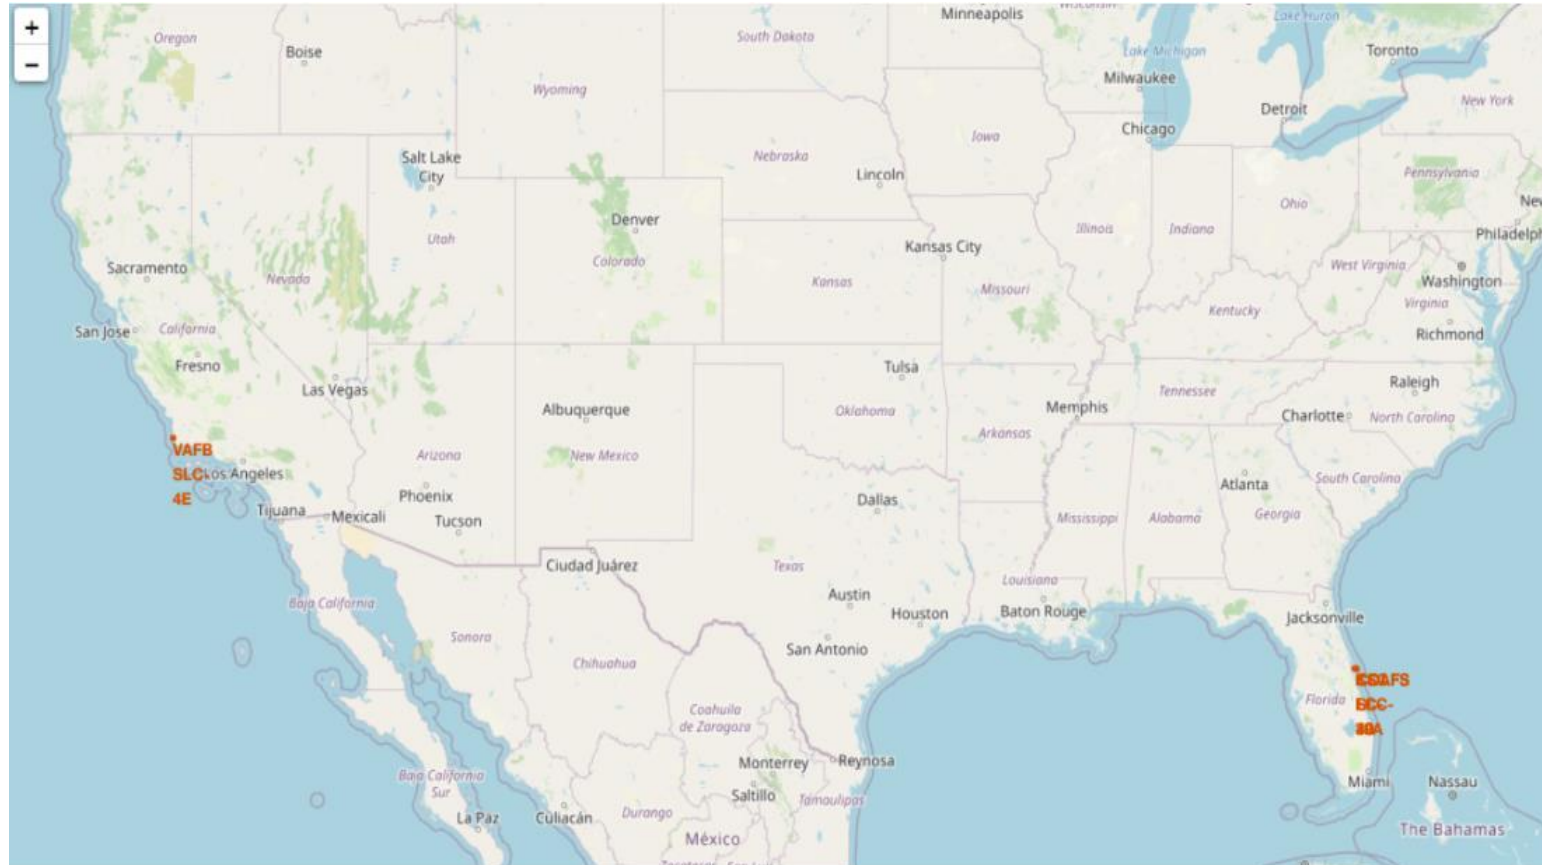 +
−
Oregon
Boise
South Dakota
Minneapolis
Lake Huron
Toronto
Lake Michigan
Milwaukee
Wyoming
New York
Detroit
Chicago
Iowa
Salt Lake
City
Nebraska
Lincoln
Pennsylvania
Ohio
Denver
Utah
Illinois
Indiana
Kansas City
Colorado
Sacramento
Nevada
Kansas
Missouri
West Virginia
Washington
Virginia
Kentucky
San Jose
California
Richmond
Fresno
Las Vegas
Tulsa
Raleigh
Tennessee
Albuquerque
Oklahoma
Memphis
Charlotte
North Carolina
Arkansas
VAFB
SLC-
4E
Los Angeles
Arizona
New Mexico
Phoenix
Tucson
Dallas
Atlanta
South Carolina
Tijuana
Mexicali
Mississippi
Alabama
Georgia
Ciudad Juárez
Texas
Louisiana
Austin
Houston
Baton Rouge
Jacksonville
Baja California
Sonora
Chihuahua
San Antonio
Florida
Coahuila
de Zaragoza
Monterrey
Reynosa
Baja California
Sur
Saltillo
Tamaulipas
Miami
Nassau
La Paz
Culiacán
Durango
México
The Bahamas